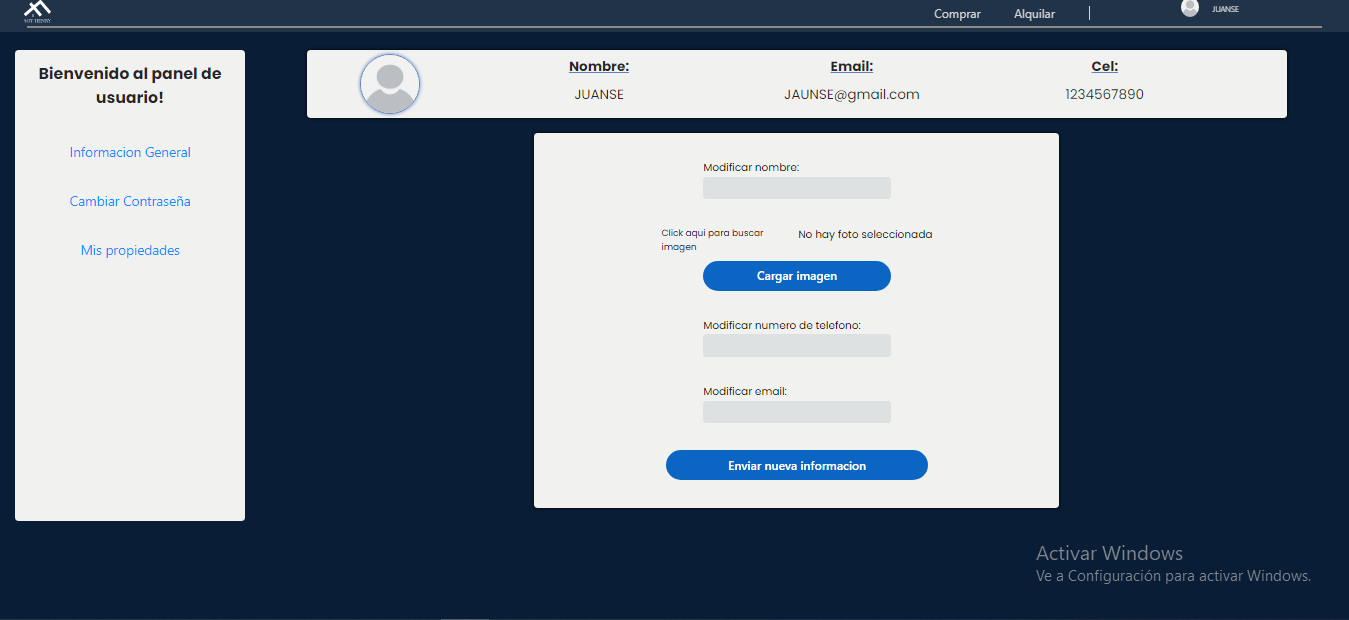 Comprar
Alquilar
JUANSE
Bienvenido al panel de
usuario!
Informacion General
Cambiar Contraseña
Mis propiedades
Nombre:
JUANSE
Email:
JAUNSE@gmail.com
Cel:
1234567890
Modificar nombre:
Click aqui para buscar
imagen
No hay foto seleccionada
Cargar imagen
Modificar numero de telefono:
Modificar email:
Enviar nueva informacion
Activar Windows
Ve a Configuración para activar Windows.